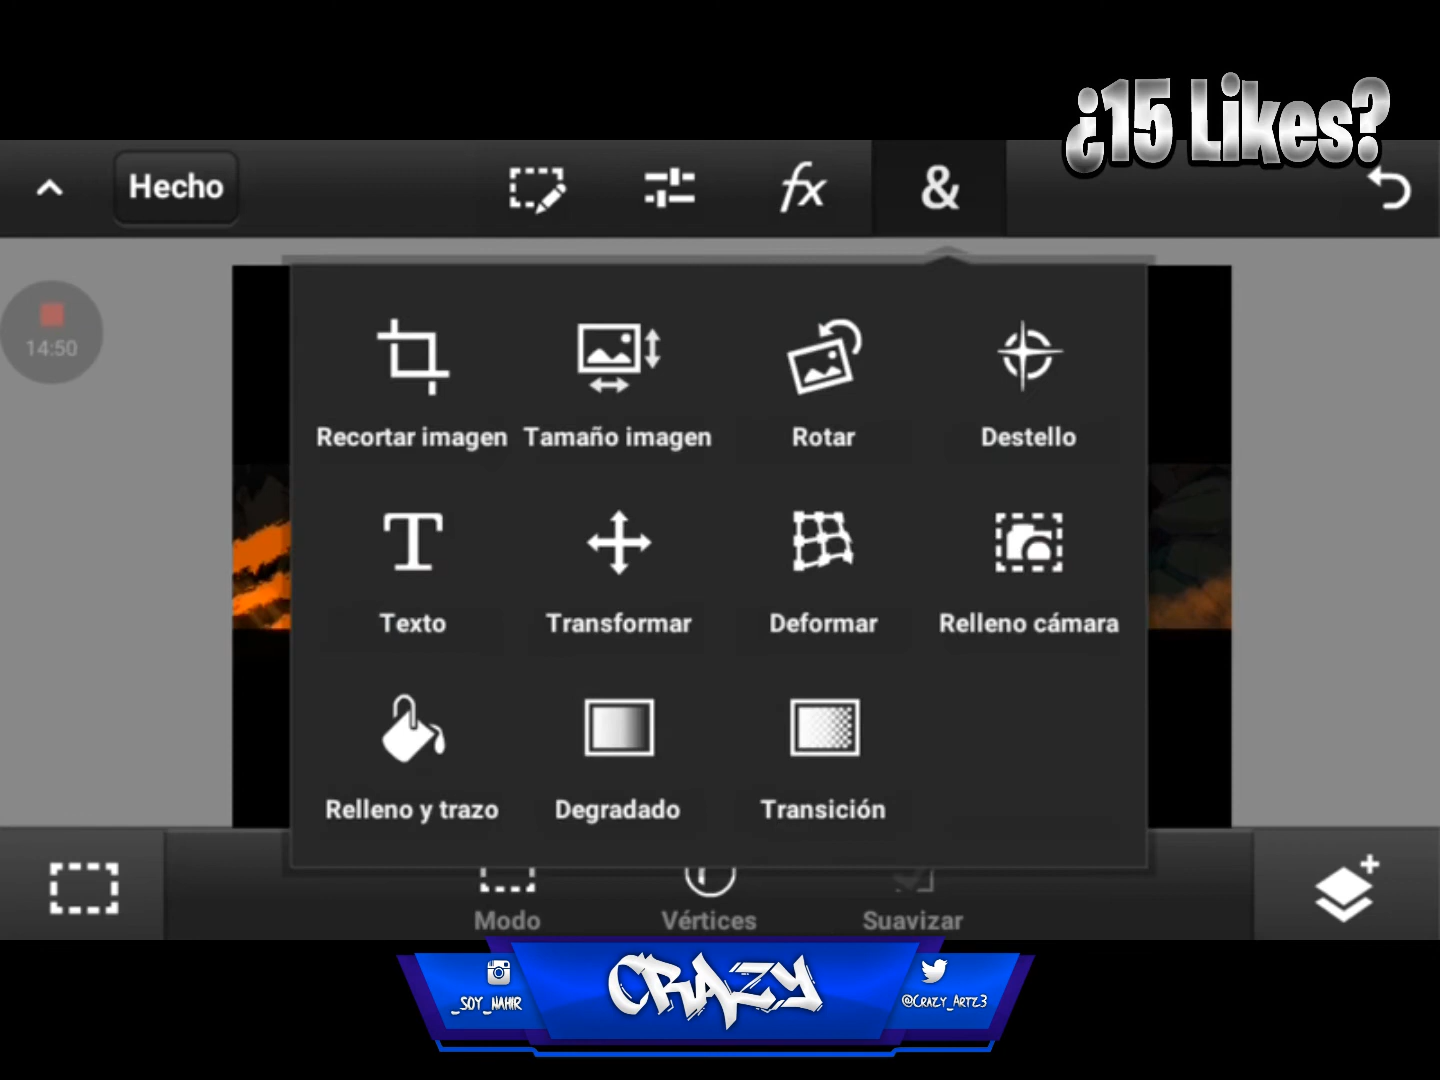 ¿15 Likes?
Hecho
fx
&
14:50
Recortar imagen
Tamaño imagen
Rotar
Destello
Texto
Transformar
Deformar
Relleno cámara
Relleno y trazo
Degradado
Transición
Modo
Vértices
Suavizar
CRAZY
_SOY_NAHIR
@CRAZY_ARTZ3